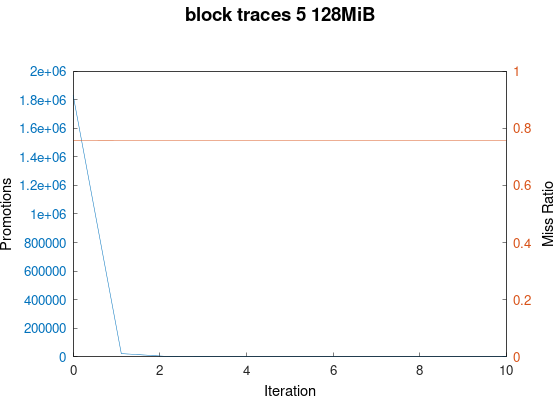 block traces 5 128MiB
2e+06
1.8e+06
1.6e+06
1.4e+06
1.2e+06
1e+06
800000
600000
400000
200000
0
Promotions
1
0.8
0.6
0.4
0.2
0
Miss Ratio
0 2 4 6 8 10
Iteration